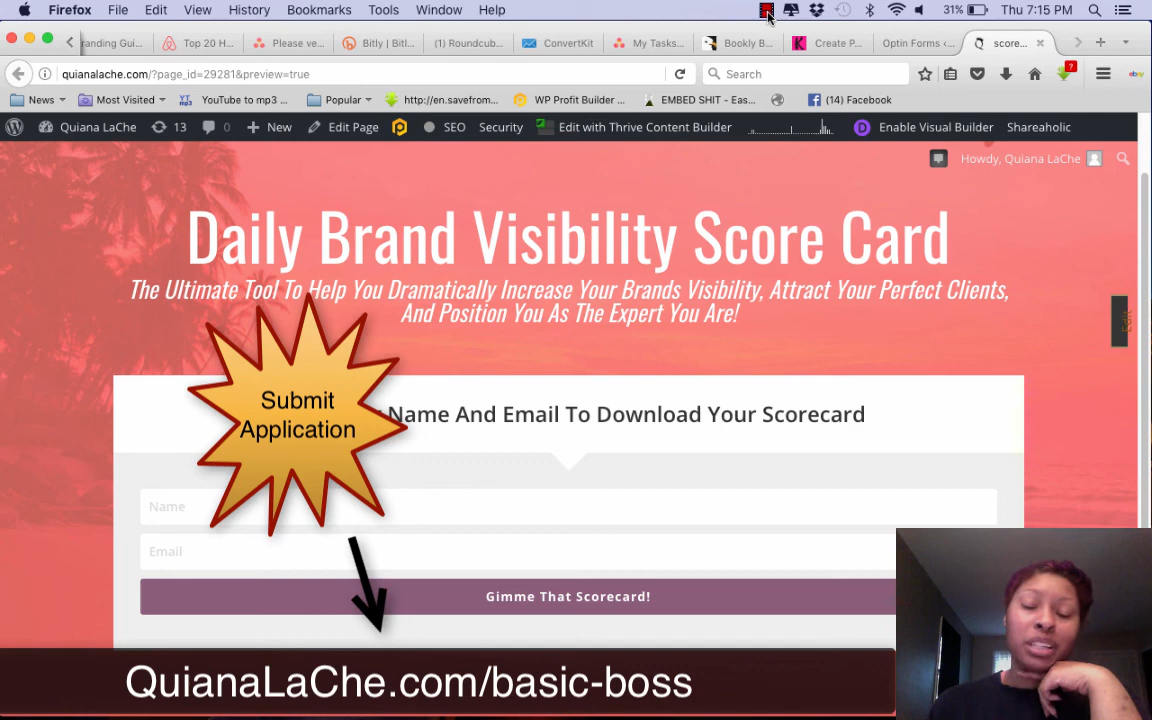 Firefox File Edit View History Bookmarks Tools Window Help
31% Thu 7:15 PM
randing Gui... Top 20 H... Please ve... Bitly | Bitl... (1) Roundcub... ConvertKit My Tasks... Bookly B... Create P... Optin Forms ‹... score...
quianalache.com/?page_id=29281&preview=true
Search
7
News Most Visited YouTube to mp3 ... Popular http://en.savefrom... WP Profit Builder ... EMBED SHIT - Eas... (14) Facebook
Quiana LaChe 13 0 New Edit Page SEO Security Edit with Thrive Content Builder Enable Visual Builder Shareaholic
Howdy, Quiana LaChe
Daily Brand Visibility Score Card
The Ultimate Tool To Help You Dramatically Increase Your Brands Visibility, Attract Your Perfect Clients,
And Position You As The Expert You Are!
Edit
Submit
Application
Name And Email To Download Your Scorecard
Name
Email
Gimme That Scorecard!
QuianaLaChe.com/basic-boss